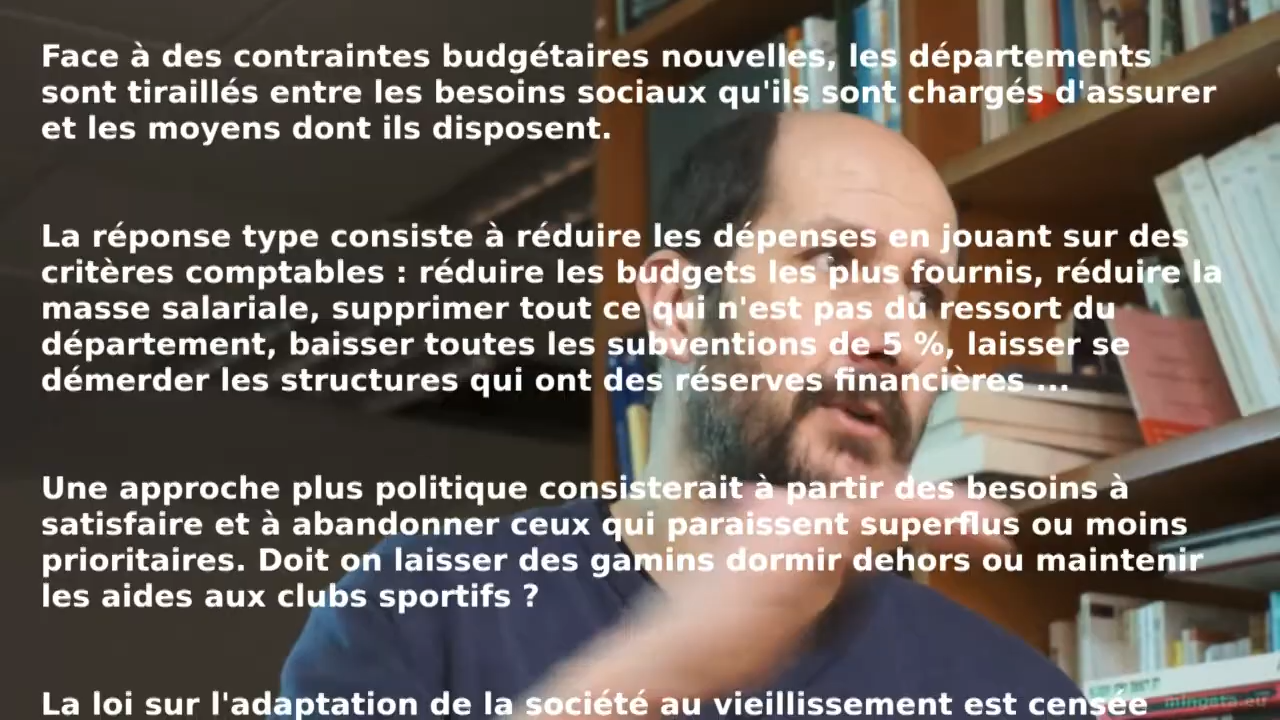 Face à des contraintes budgétaires nouvelles, les départements
sont tiraillés entre les besoins sociaux qu'ils sont chargés d'assurer
et les moyens dont ils disposent.
La réponse type consiste à réduire les dépenses en jouant sur des
critères comptables : réduire les budgets les plus fournis, réduire la
masse salariale, supprimer tout ce qui n'est pas du ressort du
département, baisser toutes les subventions de 5 %, laisser se
démerder les structures qui ont des réserves financières ...
Une approche plus politique consisterait à partir des besoins à
satisfaire et à abandonner ceux qui paraissent superflus ou moins
prioritaires. Doit on laisser des gamins dormir dehors ou maintenir
les aides aux clubs sportifs ?
La loi sur l'adaptation de la société au vieillissement est censée
mingata.eu